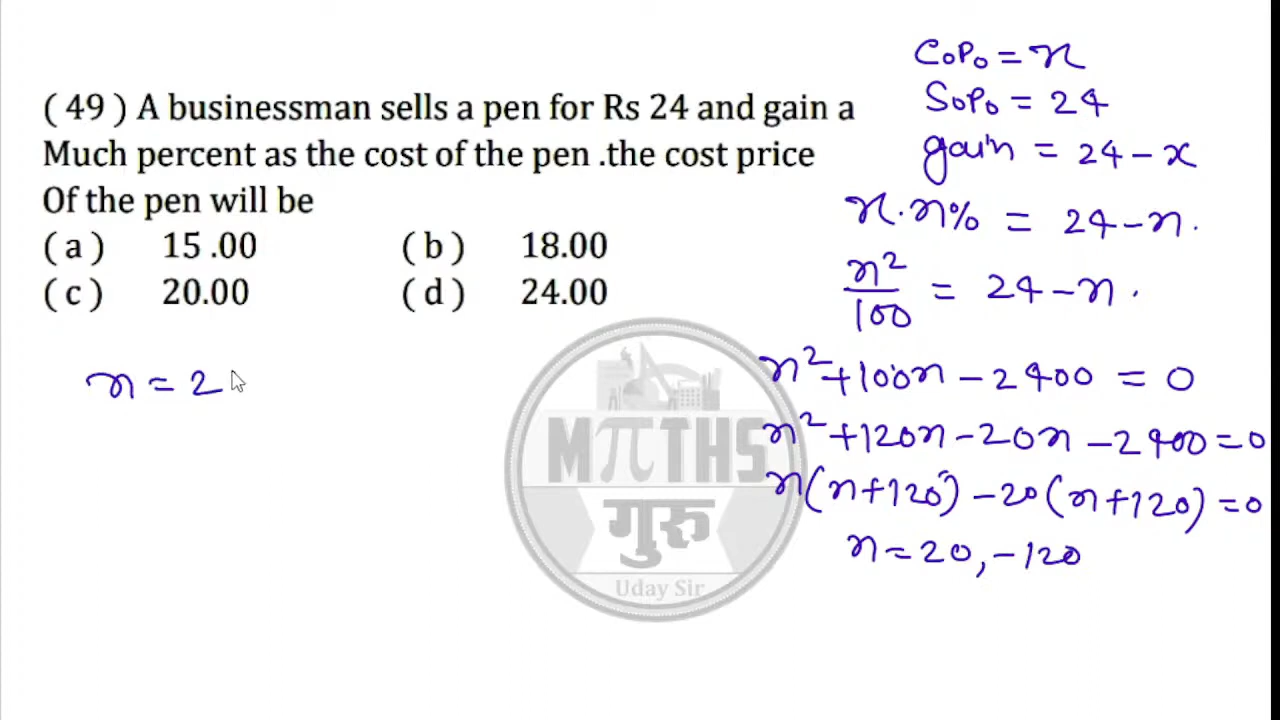 ( 49 ) A businessman sells a pen for Rs 24 and gain a
Much percent as the cost of the pen .the cost price
Of the pen will be
( a ) 15 .00 ( b ) 18.00
( c ) 20.00 ( d ) 24.00
x = 2
C.P. = x
S.P. = 24
gain = 24 - x
x . x% = 24 - x .
x²/100 = 24 - x .
x² + 100x - 2400 = 0
x² + 120x - 20x - 2400 = 0
x(x + 120) - 20(x + 120) = 0
x = 20, -120
MπTHS
गुरु
Uday Sir